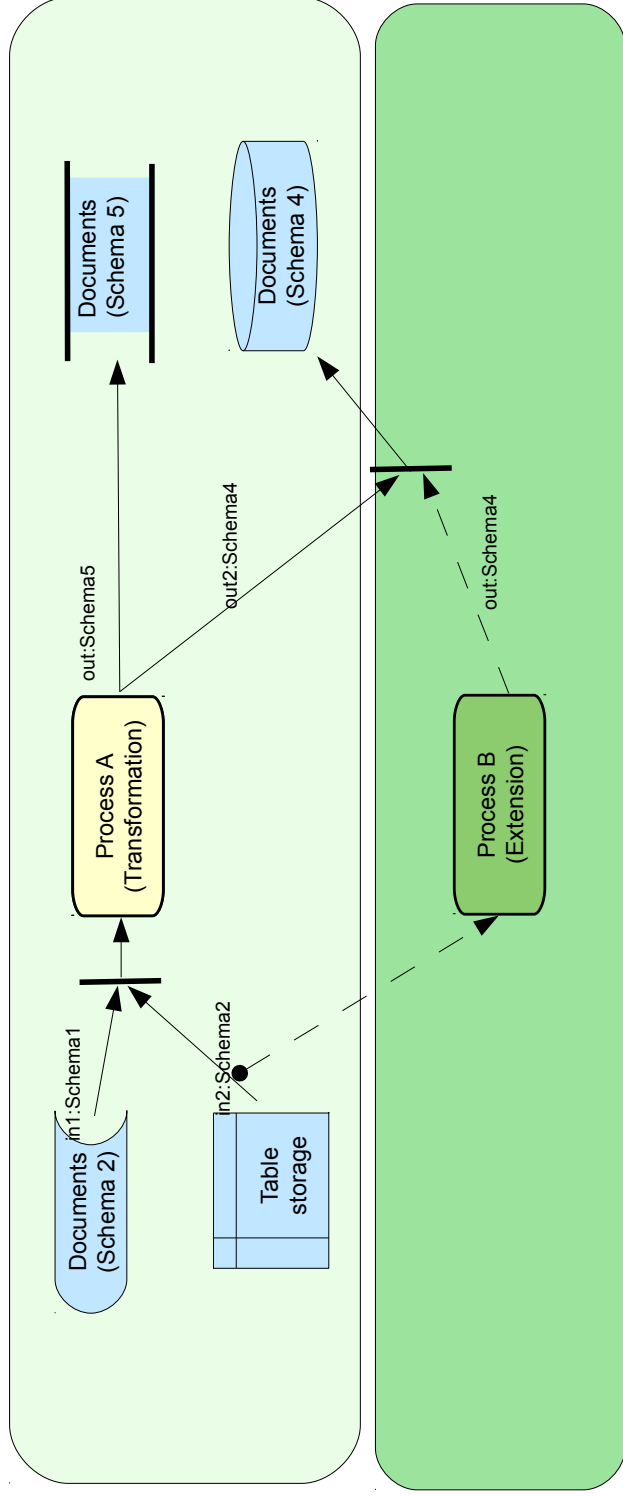 Documents
(Schema 2)
in1:Schema1
Table
storage
in2:Schema2
Process A
(Transformation)
out:Schema5
out2:Schema4
Documents
(Schema 5)
Documents
(Schema 4)
Process B
(Extension)
out:Schema4